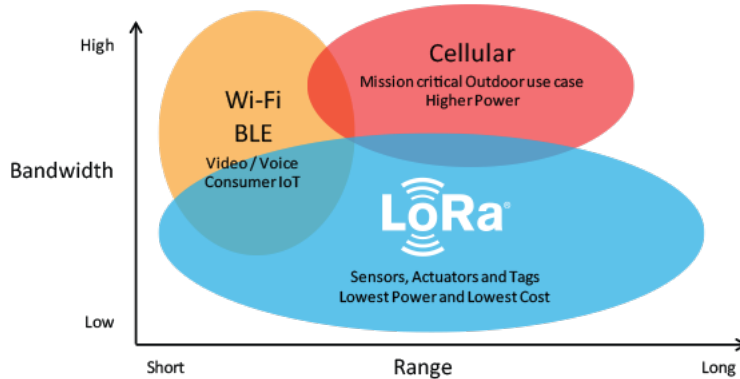 High
Bandwidth
Low
Wi-Fi
BLE
Video / Voice
Consumer IoT
Cellular
Mission critical Outdoor use case
Higher Power
LoRa®
Sensors, Actuators and Tags
Lowest Power and Lowest Cost
Short
Range
Long